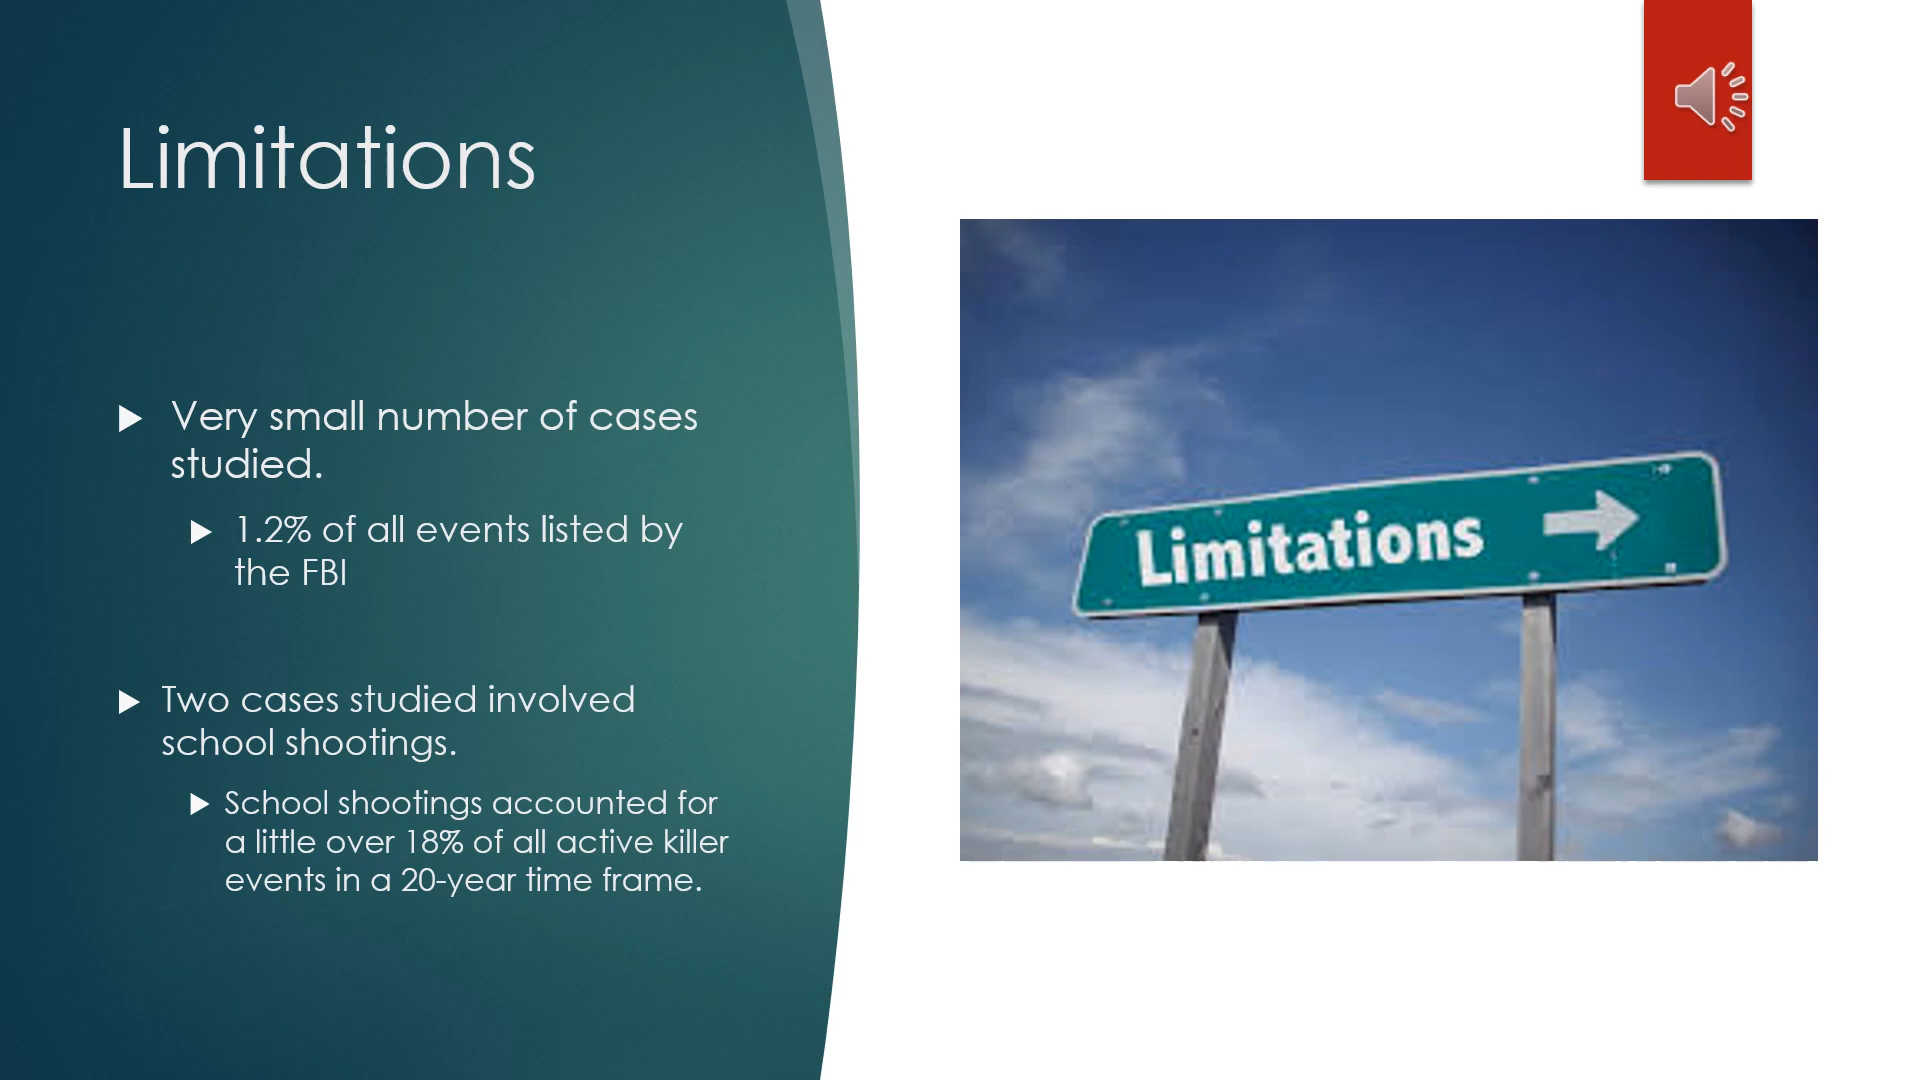 Limitations
Very small number of cases
studied.
1.2% of all events listed by
the FBI
Two cases studied involved
school shootings.
School shootings accounted for
a little over 18% of all active killer
events in a 20-year time frame.
Limitations